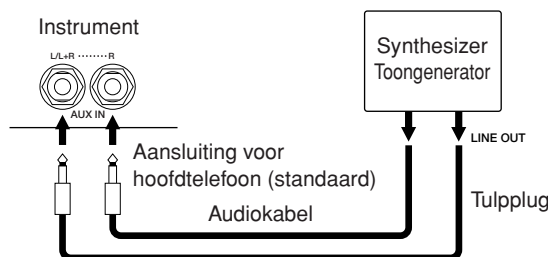 Instrument
L/L+R ········ R
AUX IN
Synthesizer
Toongenerator
LINE OUT
Aansluiting voor
hoofdtelefoon (standaard)
Audiokabel
Tulpplug